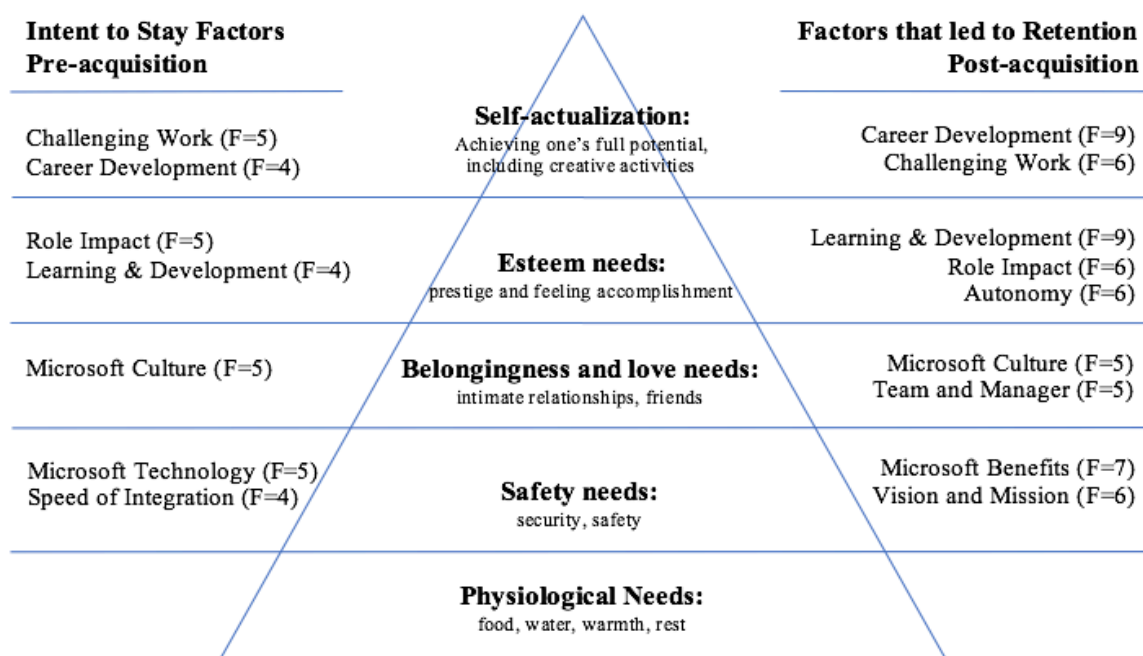 Intent to Stay Factors
Pre-acquisition
Factors that led to Retention
Post-acquisition
Self-actualization:
Achieving one's full potential,
including creative activities
Challenging Work (F=5)
Career Development (F=4)
Career Development (F=9)
Challenging Work (F=6)
Role Impact (F=5)
Learning & Development (F=4)
Esteem needs:
prestige and feeling accomplishment
Learning & Development (F=9)
Role Impact (F=6)
Autonomy (F=6)
Microsoft Culture (F=5)
Belongingness and love needs:
intimate relationships, friends
Microsoft Culture (F=5)
Team and Manager (F=5)
Microsoft Technology (F=5)
Speed of Integration (F=4)
Safety needs:
security, safety
Microsoft Benefits (F=7)
Vision and Mission (F=6)
Physiological Needs:
food, water, warmth, rest